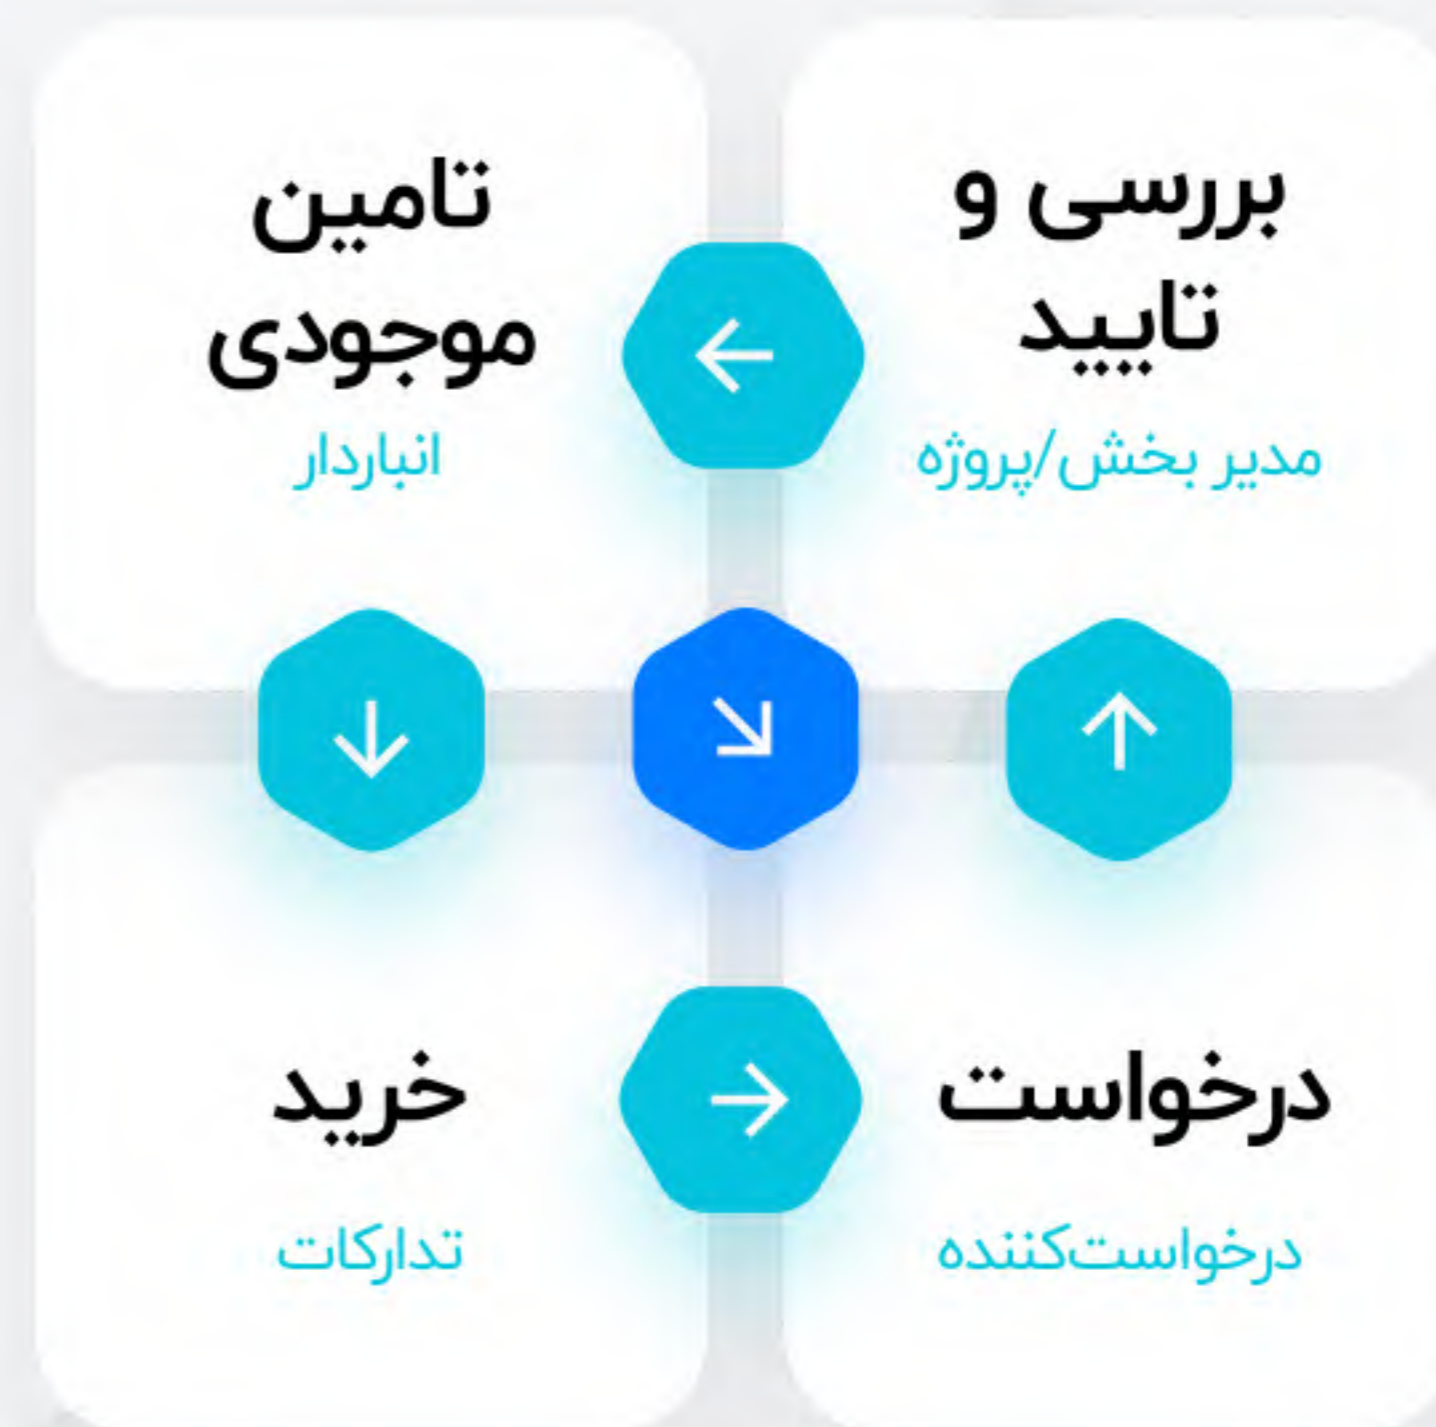 بررسی و
تایید
مدیر بخش/پروژه
تامین
موجودی
انباردار
درخواست
درخواست‌کننده
خرید
تدارکات